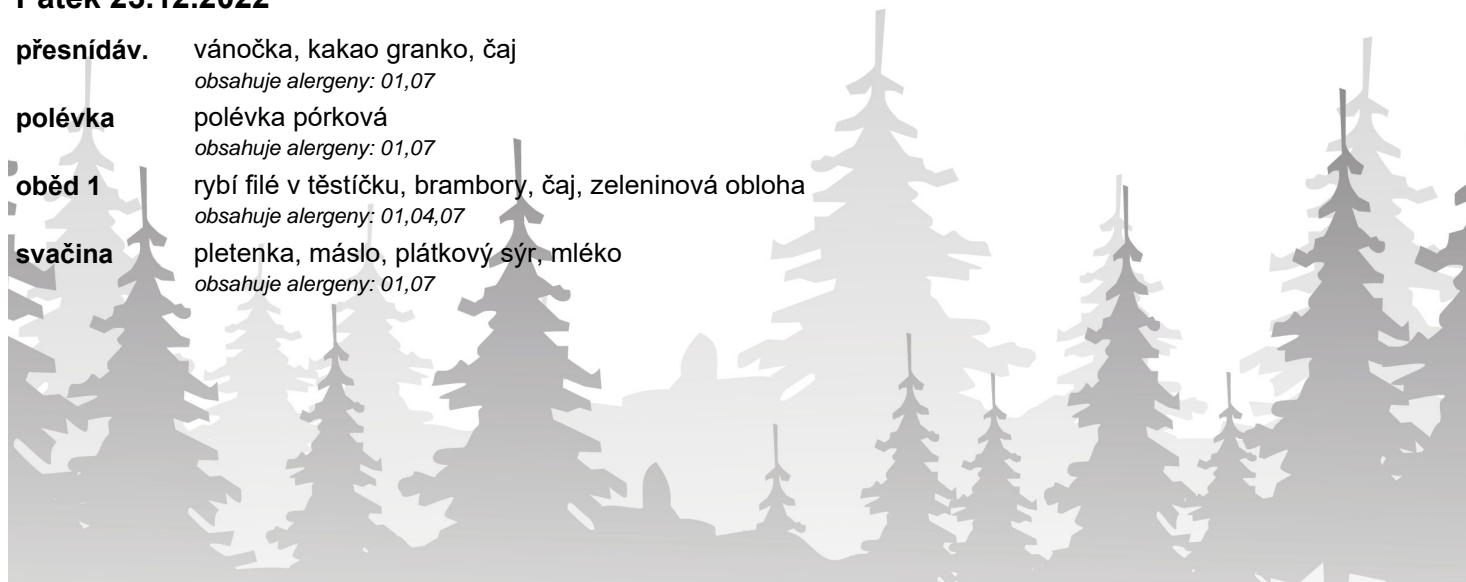 Pátek 23.12.2022
přesnídáv. vánočka, kakao granko, čaj
obsahuje alergeny: 01,07
polévka polévka pórková
obsahuje alergeny: 01,07
oběd 1 rybí filé v těstíčku, brambory, čaj, zeleninová obloha
obsahuje alergeny: 01,04,07
svačina pletenka, máslo, plátkový sýr, mléko
obsahuje alergeny: 01,07